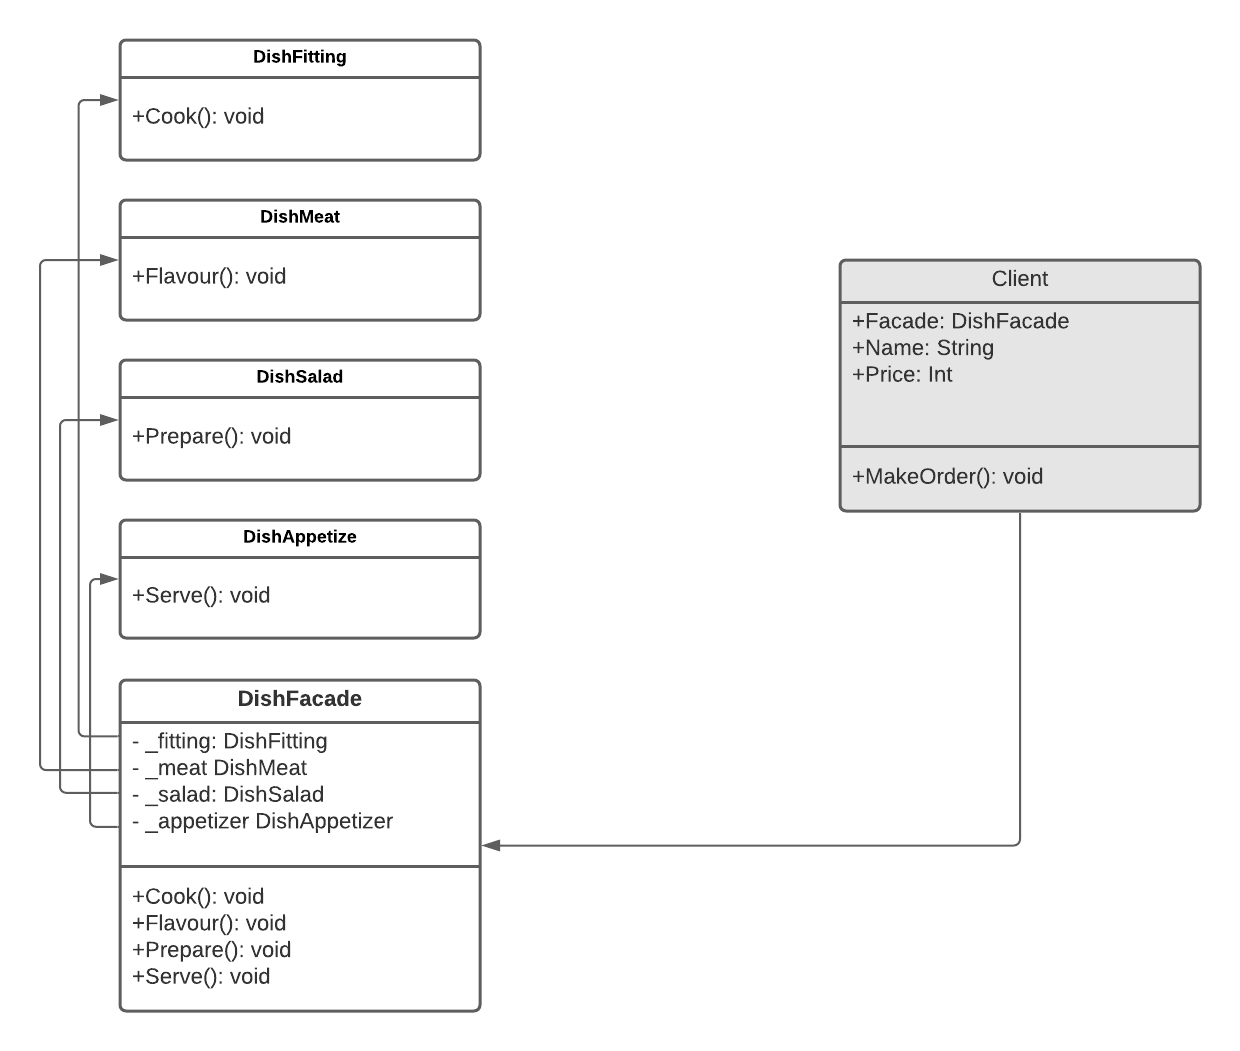 DishFitting
+Cook(): void
DishMeat
+Flavour(): void
DishSalad
+Prepare(): void
DishAppetize
+Serve(): void
DishFacade
- _fitting: DishFitting
- _meat DishMeat
- _salad: DishSalad
- _appetizer DishAppetizer
+Cook(): void
+Flavour(): void
+Prepare(): void
+Serve(): void
Client
+Facade: DishFacade
+Name: String
+Price: Int
+MakeOrder(): void